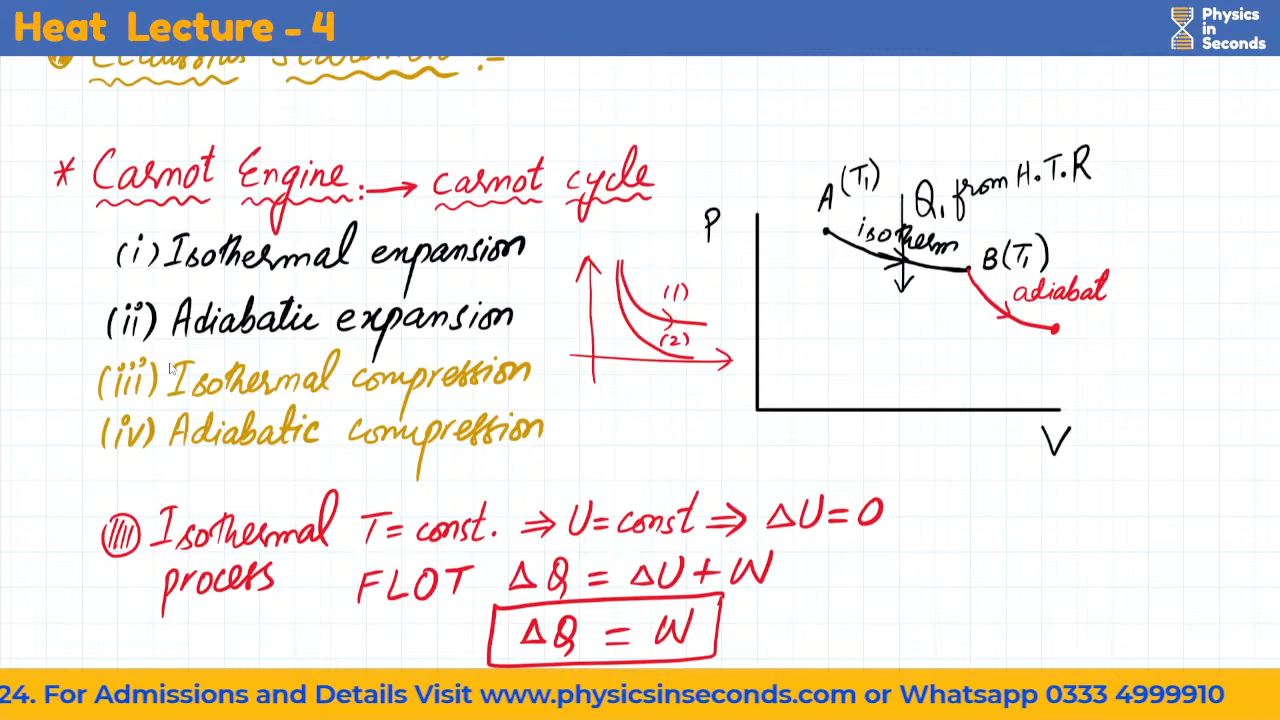 Heat Lecture - 4
Physics
in
Seconds
* Carnot Engine :→ carnot cycle
(i) Isothermal expansion
(ii) Adiabatic expansion
(iii) Isothermal compression
(iv) Adiabatic compression
(1)
(2)
P
A (T₁)
Q₁ from H.T.R
isotherm
B (T₁)
adiabat
V
Isothermal T = const. ⇒ U = const ⇒ ΔU = 0
process FLOT ΔQ = ΔU + W
ΔQ = W
24. For Admissions and Details Visit www.physicsinseconds.com or Whatsapp 0333 4999910